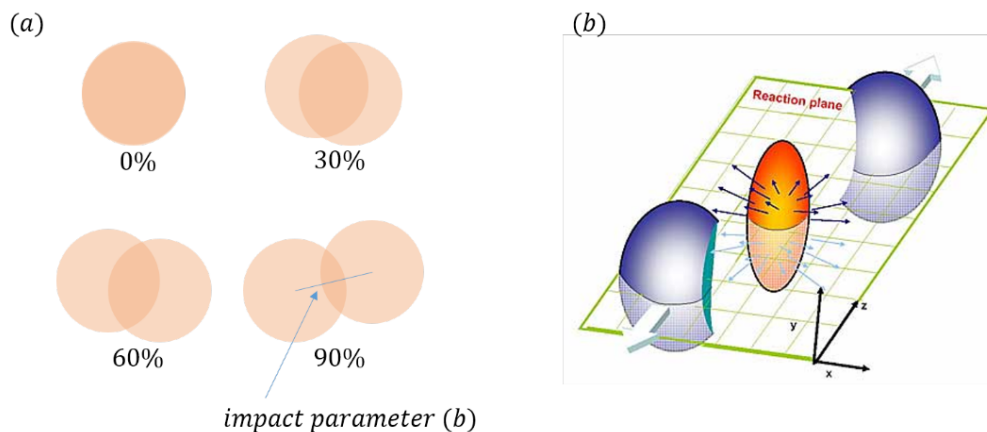 (a)
0%
30%
60%
90%
impact parameter (b)
(b)
Reaction plane
y
z
x